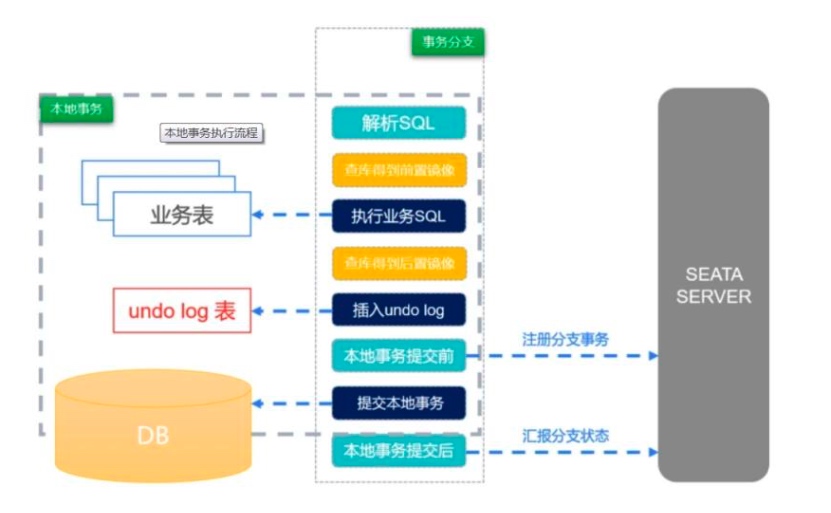 事务分支
本地事务
本地事务执行流程
解析SQL
查库得到前置镜像
业务表
执行业务SQL
查库得到后置镜像
undo log 表
插入undo log
本地事务提交前
注册分支事务
提交本地事务
DB
本地事务提交后
汇报分支状态
SEATA
SERVER